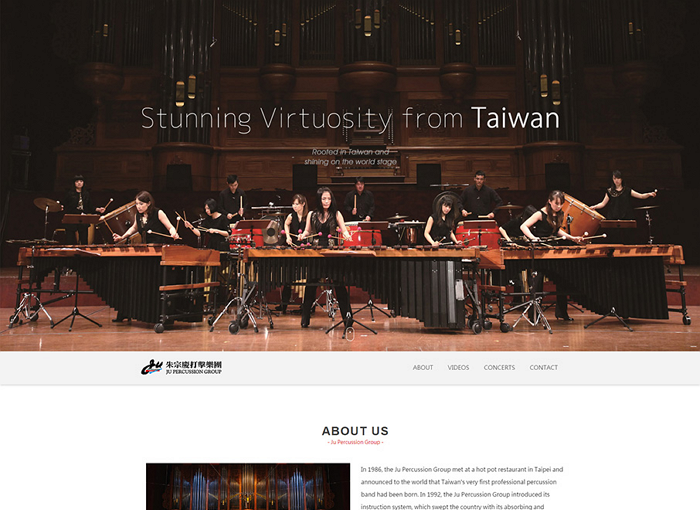 Stunning Virtuosity from Taiwan
Rooted in Taiwan and
shining on the world stage
Ju 朱宗慶打擊樂團
JU PERCUSSION GROUP
ABOUT VIDEOS CONCERTS CONTACT
ABOUT US
- Ju Percussion Group -
In 1986, the Ju Percussion Group met at a hot pot restaurant in Taipei and
announced to the world that Taiwan's very first professional percussion
band had been born. In 1992, the Ju Percussion Group introduced its
instruction system, which swept the country with its absorbing and